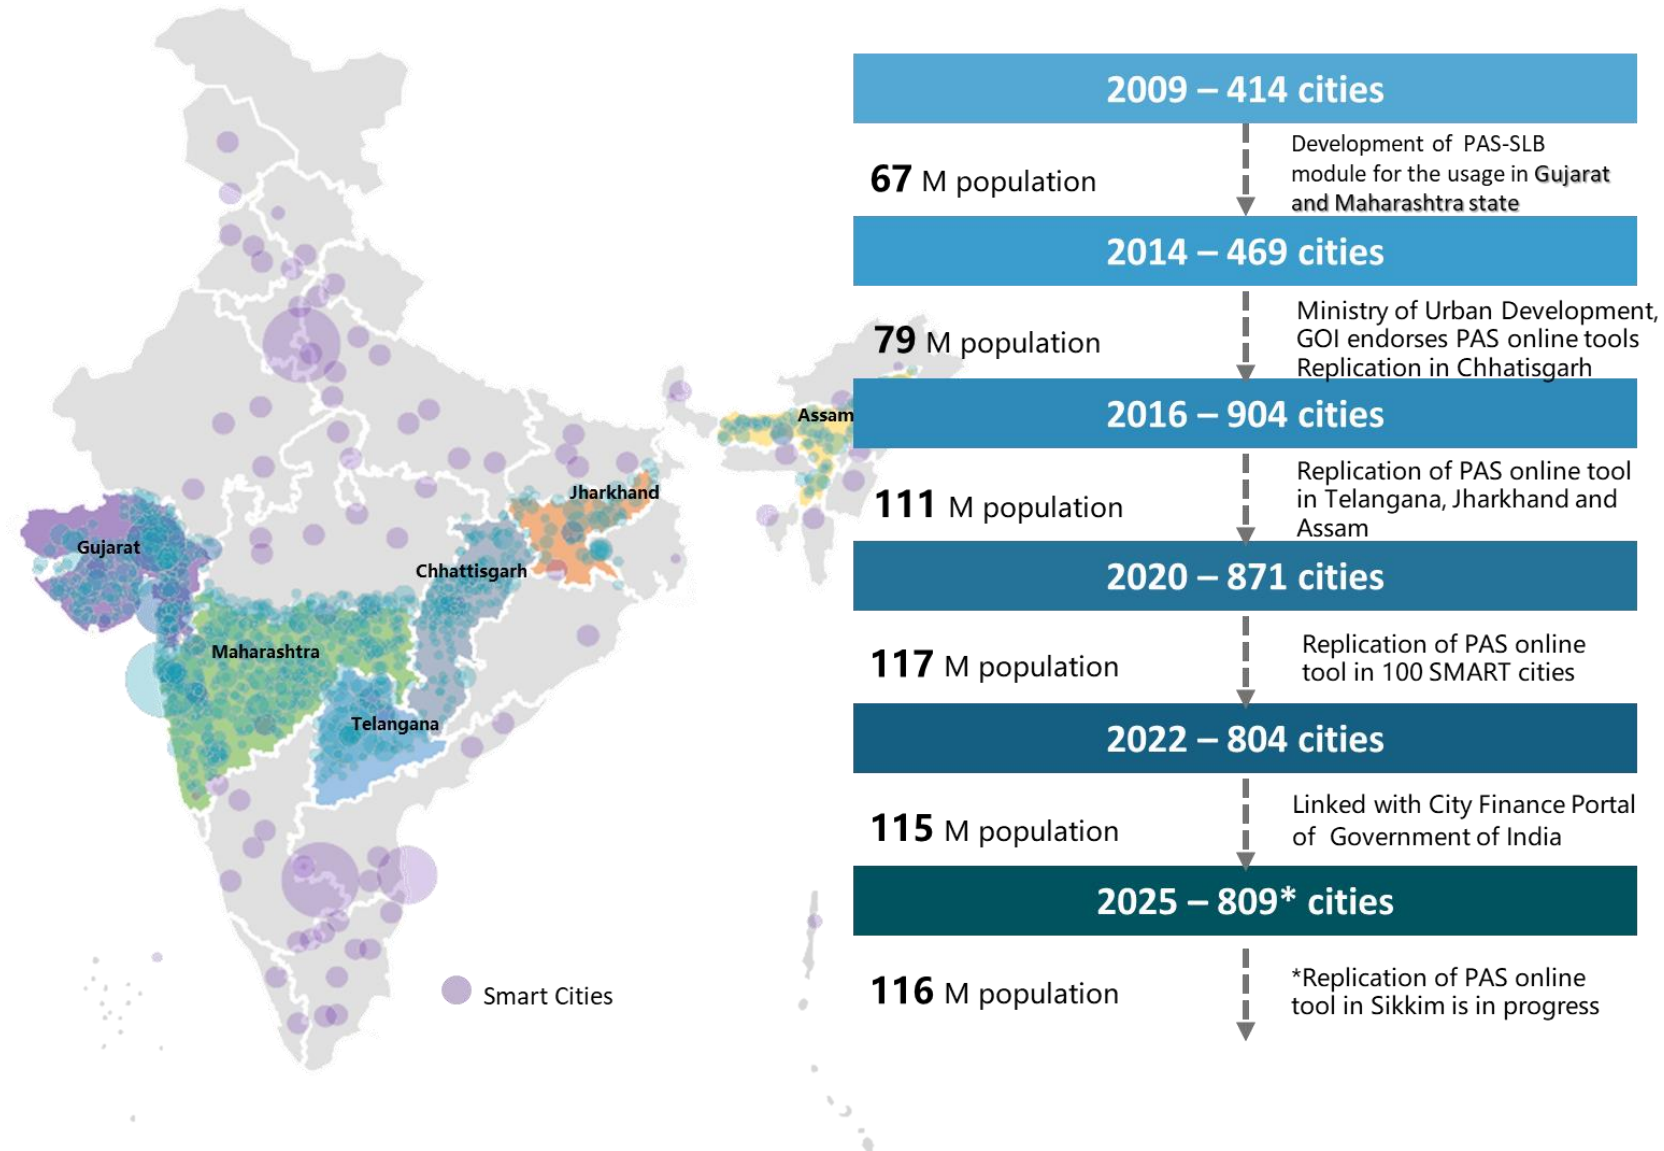 Gujarat
Maharashtra
Telangana
Chhattisgarh
Jharkhand
Assam
Smart Cities
2009 – 414 cities
67 M population
Development of PAS-SLB
module for the usage in Gujarat
and Maharashtra state
2014 – 469 cities
79 M population
Ministry of Urban Development,
GOI endorses PAS online tools
Replication in Chhatisgarh
2016 – 904 cities
111 M population
Replication of PAS online tool
in Telangana, Jharkhand and
Assam
2020 – 871 cities
117 M population
Replication of PAS online
tool in 100 SMART cities
2022 – 804 cities
115 M population
Linked with City Finance Portal
of Government of India
2025 – 809* cities
116 M population
*Replication of PAS online
tool in Sikkim is in progress